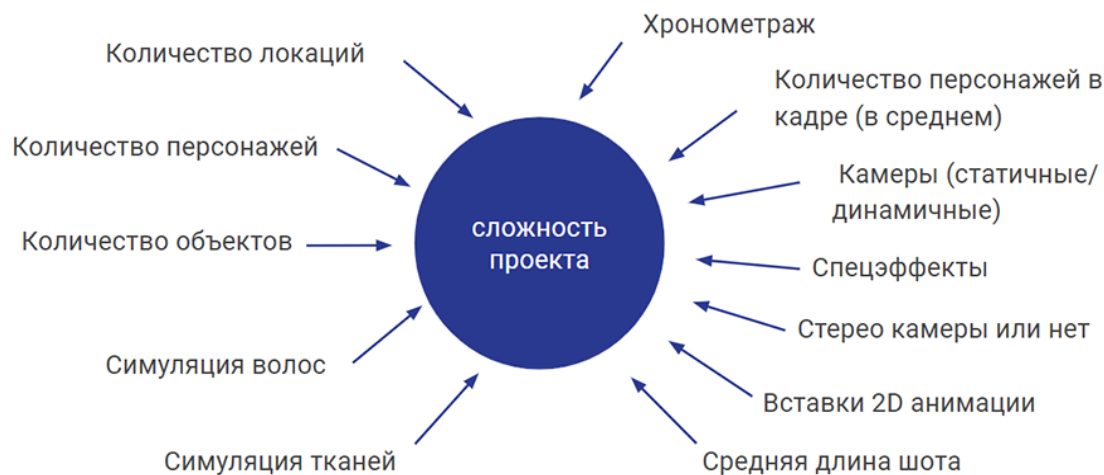 Хронометраж
Количество локаций
Количество персонажей в
кадре (в среднем)
Количество персонажей
Камеры (статичные/
динамичные)
сложность
проекта
Количество объектов
Спецэффекты
Стерео камеры или нет
Симуляция волос
Вставки 2D анимации
Симуляция тканей
Средняя длина шота